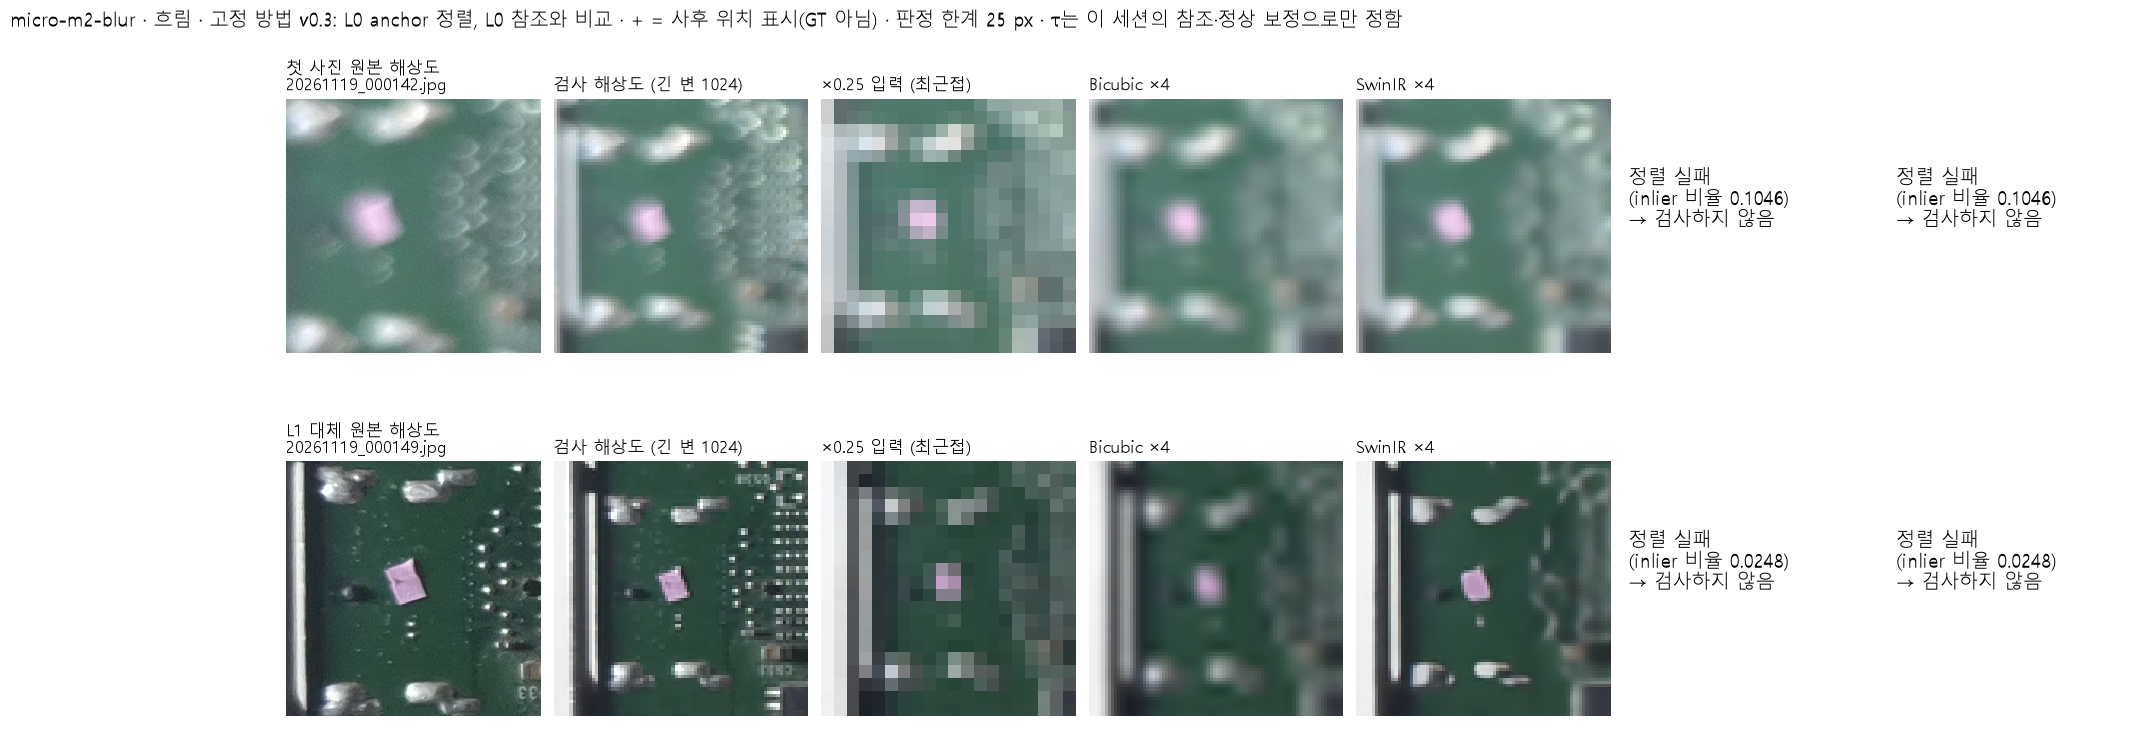 micro-m2-blur · 흐림 · 고정 방법 v0.3: L0 anchor 정렬, L0 참조와 비교 · + = 사후 위치 표시(GT 아님) · 판정 한계 25 px · τ는 이 세션의 참조·정상 보정으로만 정함
첫 사진 원본 해상도
20261119_000142.jpg
검사 해상도 (긴 변 1024)
×0.25 입력 (최근접)
Bicubic ×4
SwinIR ×4
정렬 실패
(inlier 비율 0.1046)
→ 검사하지 않음
정렬 실패
(inlier 비율 0.1046)
→ 검사하지 않음
L1 대체 원본 해상도
20261119_000149.jpg
검사 해상도 (긴 변 1024)
×0.25 입력 (최근접)
Bicubic ×4
SwinIR ×4
정렬 실패
(inlier 비율 0.0248)
→ 검사하지 않음
정렬 실패
(inlier 비율 0.0248)
→ 검사하지 않음